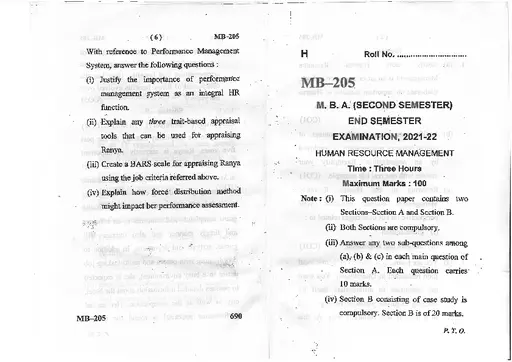 (6) MB-205
With reference to Performance Management
System, answer the following questions :
(i) Justify the importance of performance
management system as an integral HR
function.
(ii) Explain any three trait-based appraisal
tools that can be used for appraising
Ranya.
(iii) Create a BARS scale for appraising Ranya
using the job criteria referred above.
(iv) Explain how force distribution method
might impact her performance assessment.
MB-205 690
H Roll No. ..............................
MB-205
M. B. A. (SECOND SEMESTER)
END SEMESTER
EXAMINATION, 2021-22
HUMAN RESOURCE MANAGEMENT
Time : Three Hours
Maximum Marks : 100
Note : (i) This question paper contains two
Sections-Section A and Section B.
(ii) Both Sections are compulsory.
(iii) Answer any two sub-questions among
(a), (b) & (c) in each main question of
Section A. Each question carries
10 marks.
(iv) Section B consisting of case study is
compulsory. Section B is of 20 marks.
P. T. O.